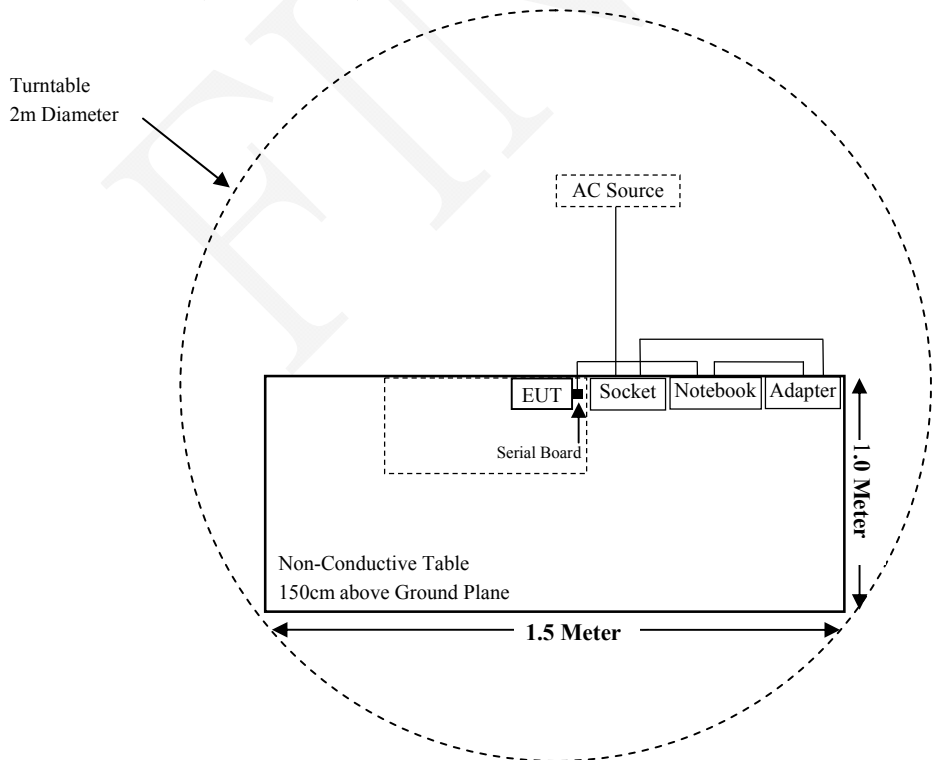 Turntable
2m Diameter
AC Source
EUT
Socket
Notebook
Adapter
Serial Board
1.0 Meter
Non-Conductive Table
150cm above Ground Plane
1.5 Meter